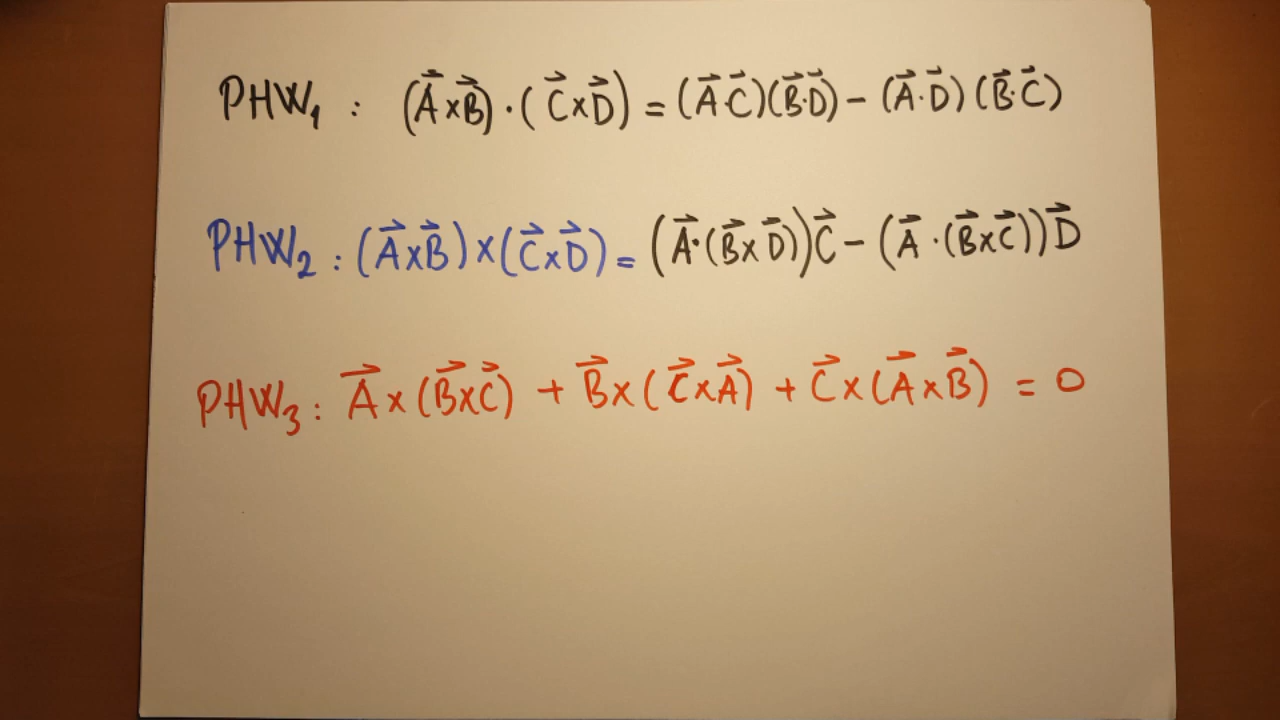 PHW₁ : (A⃗×B⃗)·(C⃗×D⃗) = (A⃗·C⃗)(B⃗·D⃗) − (A⃗·D⃗)(B⃗·C⃗)
PHW₂ : (A⃗×B⃗)×(C⃗×D⃗) = (A⃗·(B⃗×D⃗))C⃗ − (A⃗·(B⃗×C⃗))D⃗
PHW₃ : A⃗×(B⃗×C⃗) + B⃗×(C⃗×A⃗) + C⃗×(A⃗×B⃗) = 0